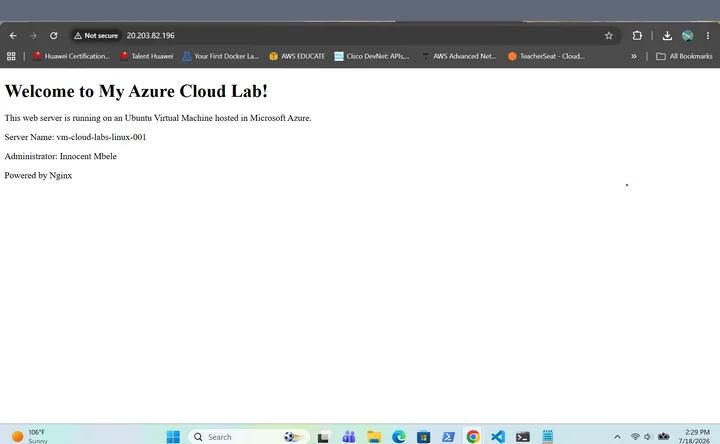 Not secure 20.203.82.196
Huawei Certification... Talent Huawei Your First Docker La... AWS EDUCATE Cisco DevNet: APIs,... AWS Advanced Net... TeacherSeat - Cloud... » All Bookmarks
Welcome to My Azure Cloud Lab!
This web server is running on an Ubuntu Virtual Machine hosted in Microsoft Azure.
Server Name: vm-cloud-labs-linux-001
Administrator: Innocent Mbele
Powered by Nginx
106°F
Sunny
Search
2:29 PM
7/18/2026